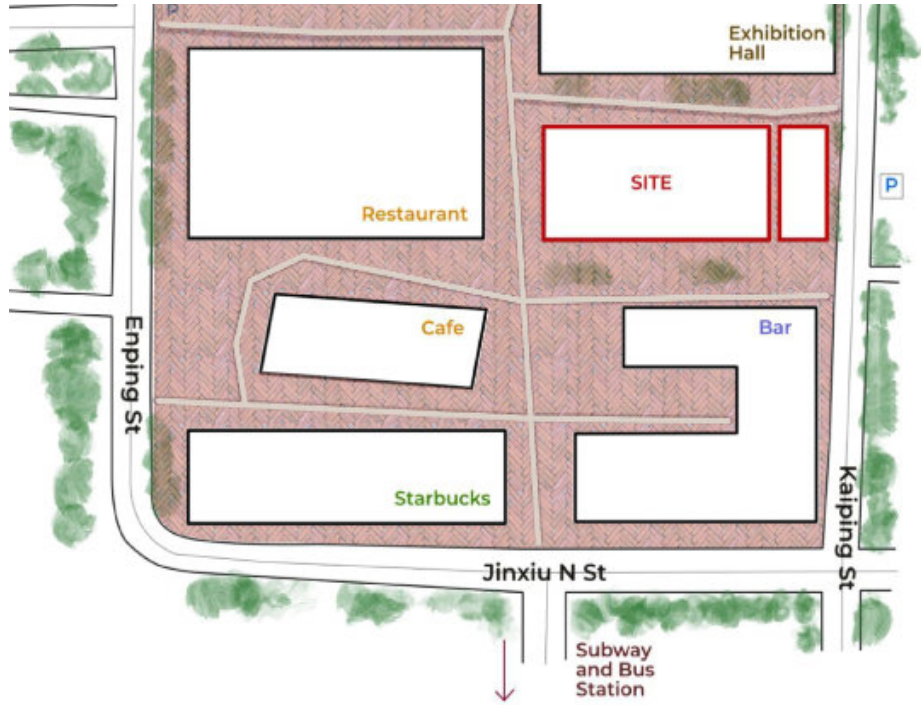 P
Exhibition
Hall
SITE
P
Restaurant
Cafe
Bar
Enping St
Starbucks
Kaiping St
Jinxiu N St
Subway
and Bus
Station